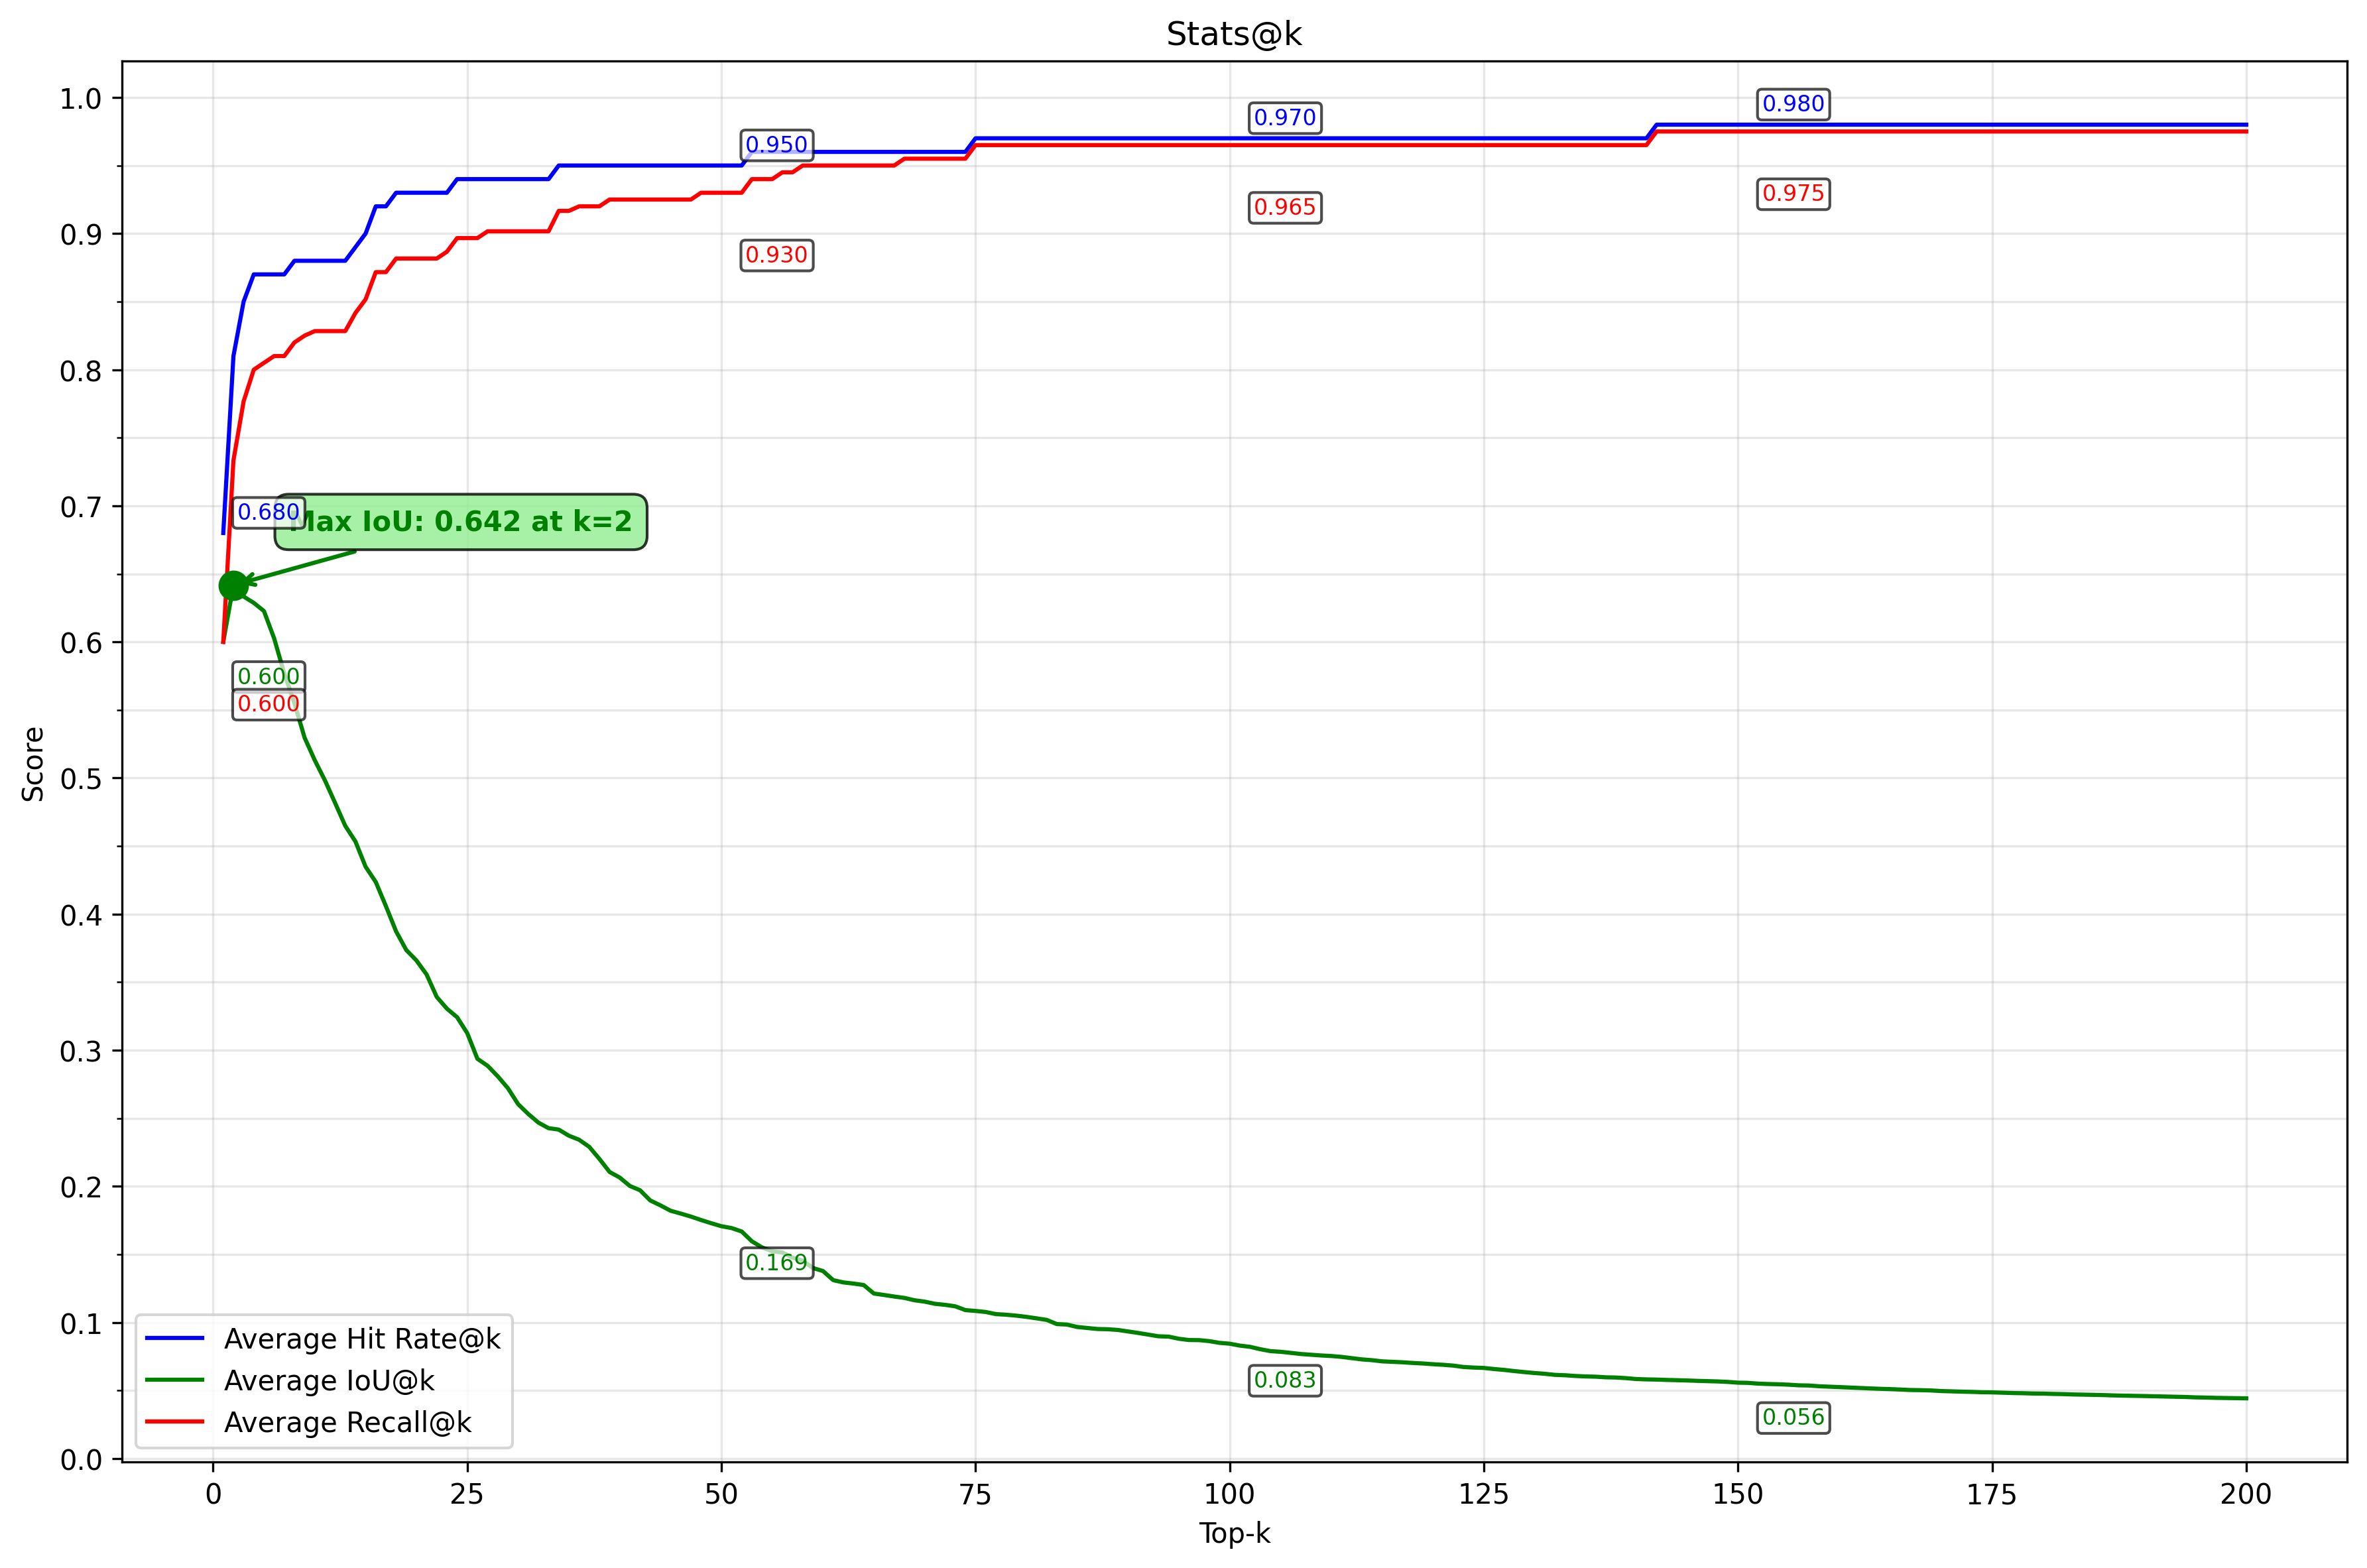 Stats@k
1.0
0.9
0.8
0.7
0.6
0.5
0.4
0.3
0.2
0.1
0.0
Score
0.950
0.970
0.980
0.930
0.965
0.975
0.680
Max IoU: 0.642 at k=2
0.600
0.600
0.169
0.083
0.056
Average Hit Rate@k
Average IoU@k
Average Recall@k
0 25 50 75 100 125 150 175 200
Top-k